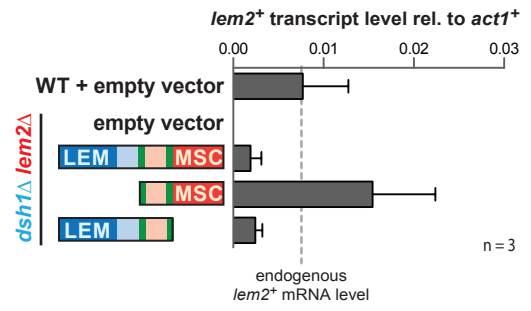 lem2⁺ transcript level rel. to act1⁺
0.00 0.01 0.02 0.03
WT + empty vector
empty vector
dsh1Δ lem2Δ
LEM MSC
MSC
LEM
n = 3
endogenous
lem2⁺ mRNA level